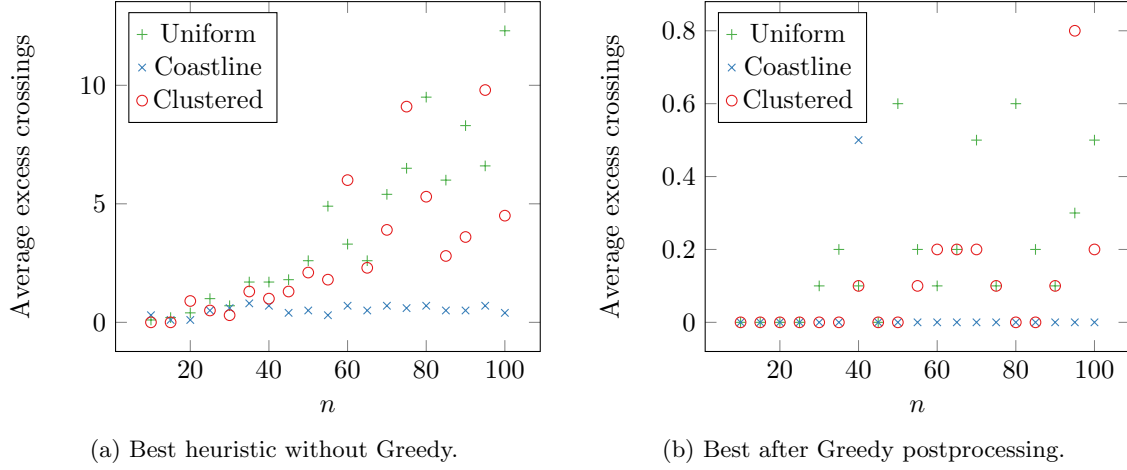 Average excess crossings
10
5
0
Uniform
Coastline
Clustered
20 40 60 80 100
n
(a) Best heuristic without Greedy.
Average excess crossings
0.8
0.6
0.4
0.2
0
Uniform
Coastline
Clustered
20 40 60 80 100
n
(b) Best after Greedy postprocessing.